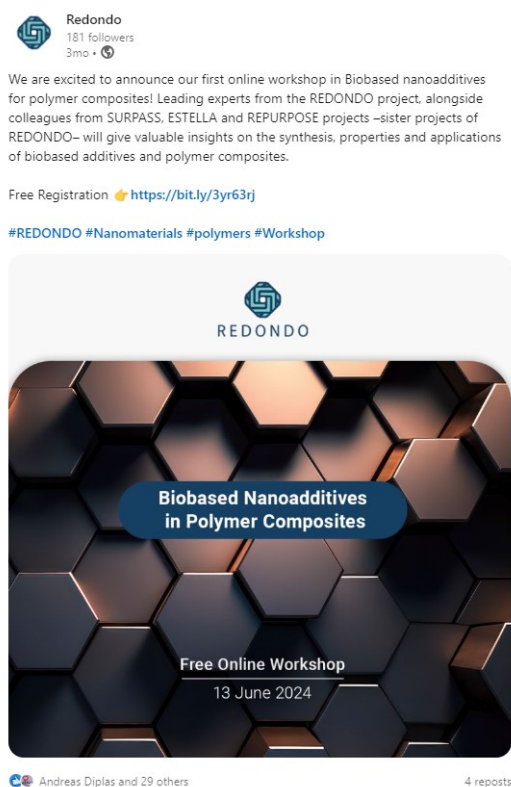 Redondo
181 followers
3mo •
We are excited to announce our first online workshop in Biobased nanoadditives
for polymer composites! Leading experts from the REDONDO project, alongside
colleagues from SURPASS, ESTELLA and REPURPOSE projects –sister projects of
REDONDO– will give valuable insights on the synthesis, properties and applications
of biobased additives and polymer composites.
Free Registration 👉 https://bit.ly/3yr63rj
#REDONDO #Nanomaterials #polymers #Workshop
REDONDO
Biobased Nanoadditives
in Polymer Composites
Free Online Workshop
13 June 2024
Andreas Diplas and 29 others
4 reposts